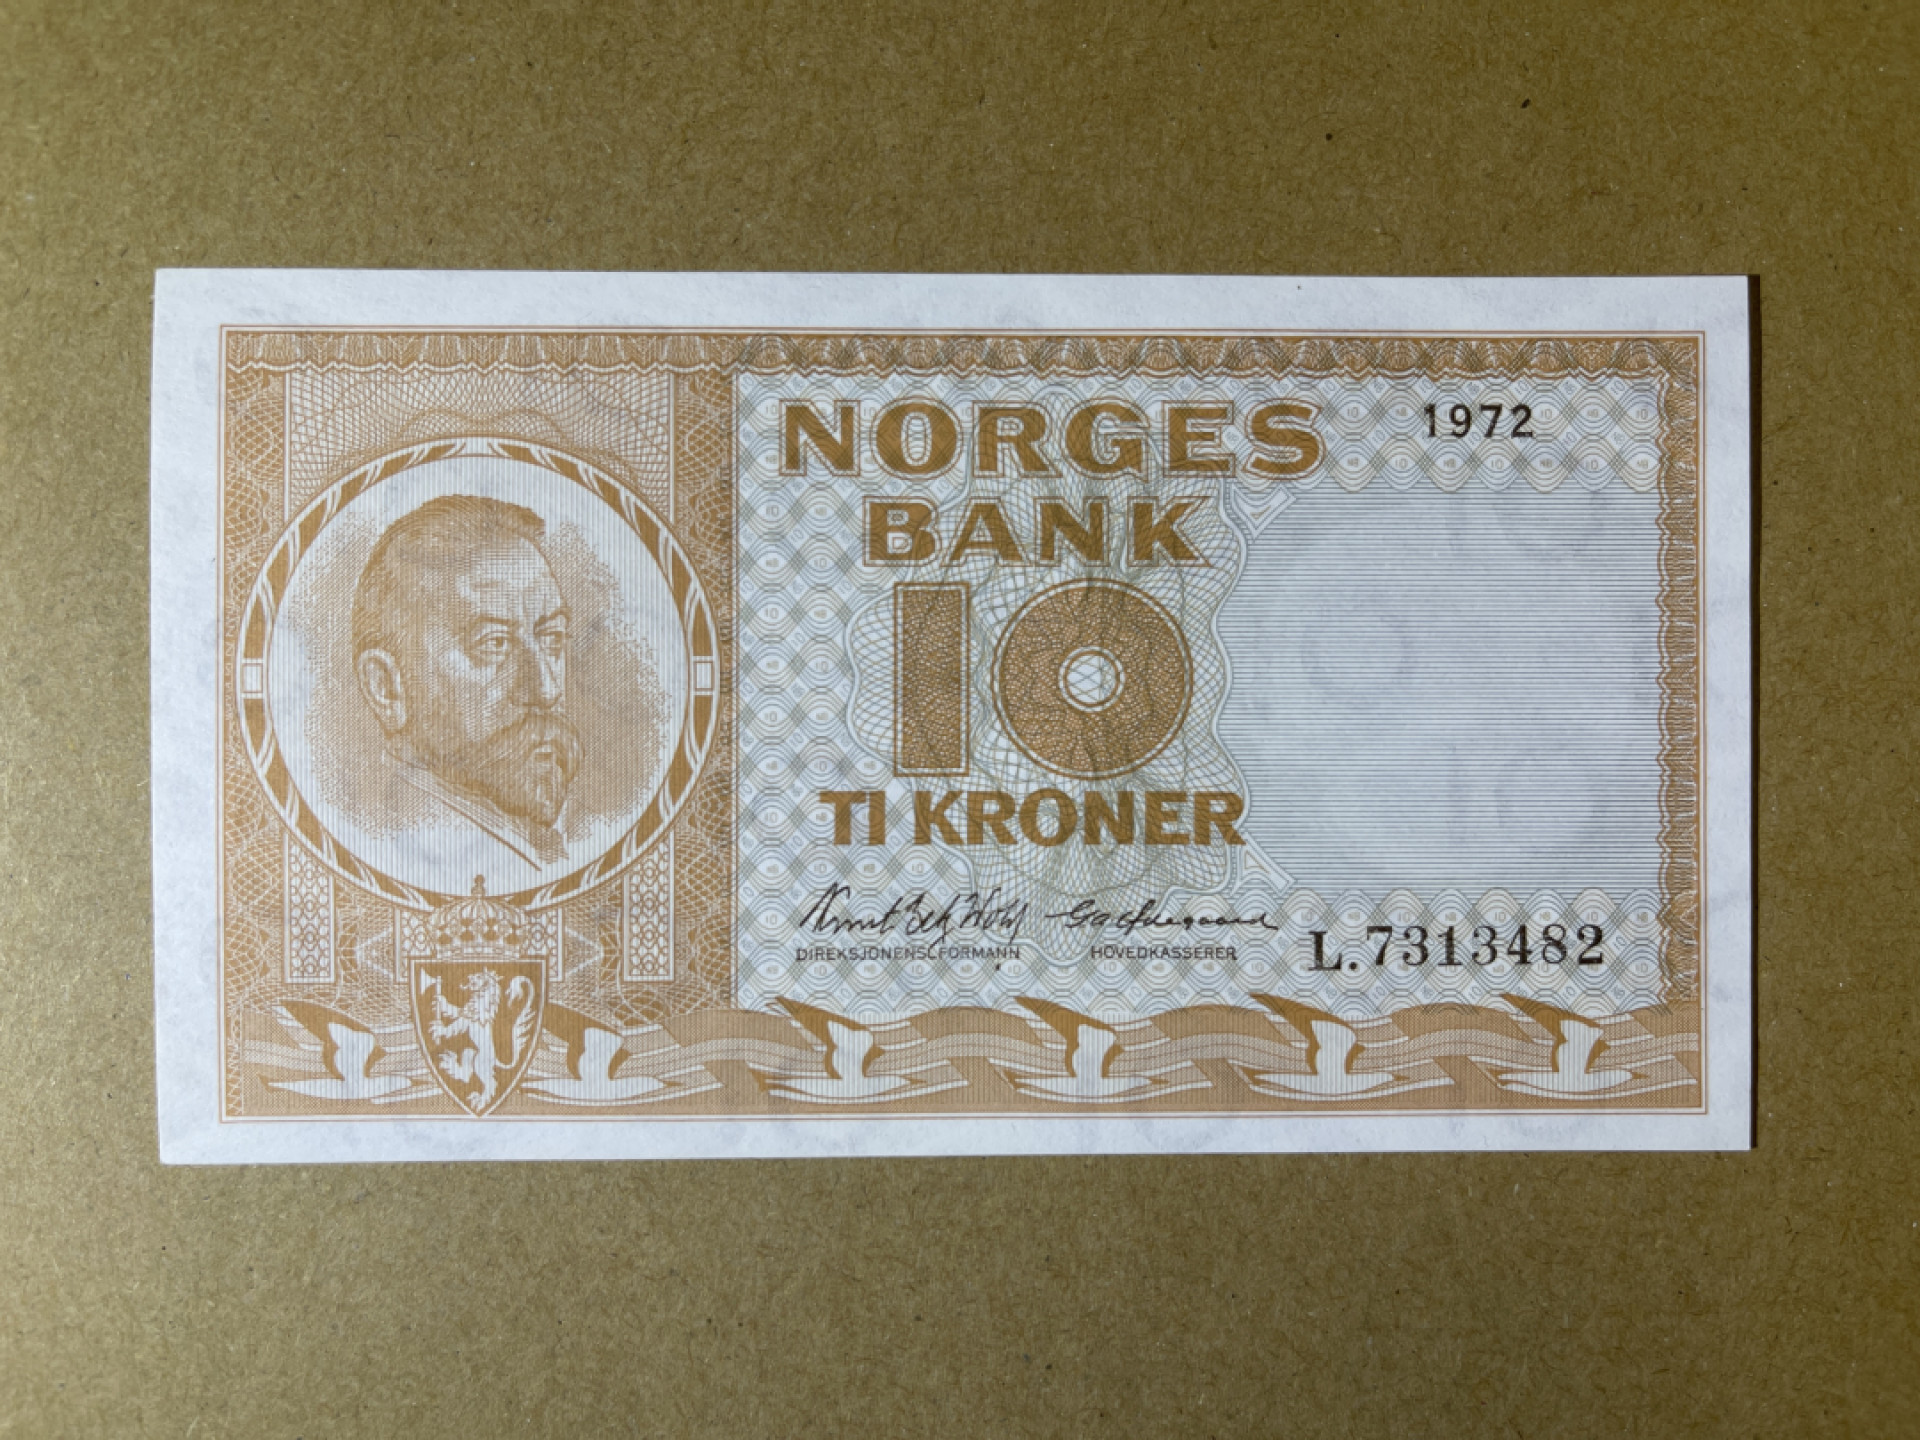 NORGES
1972
BANK
10
TI KRONER
DIREKSJONENS FORMANN
HOVEDKASSERER
L.7313482